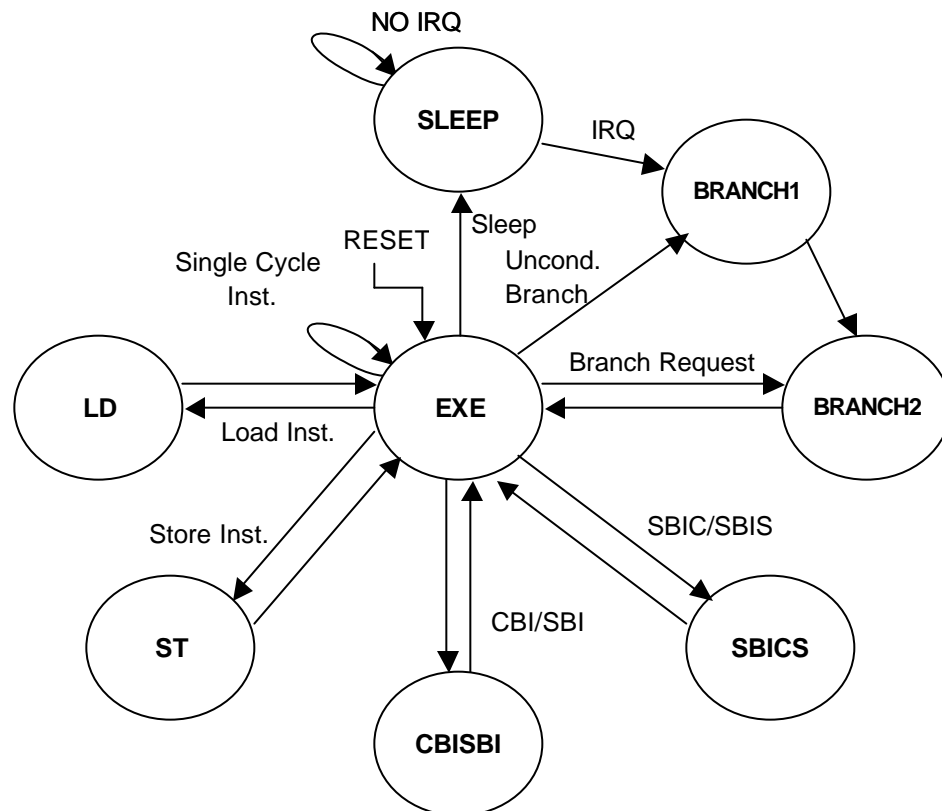 NO IRQ
SLEEP
IRQ
BRANCH1
Sleep
RESET
Uncond.
Branch
Single Cycle
Inst.
Branch Request
LD
EXE
BRANCH2
Load Inst.
Store Inst.
SBIC/SBIS
CBI/SBI
ST
SBICS
CBISBI